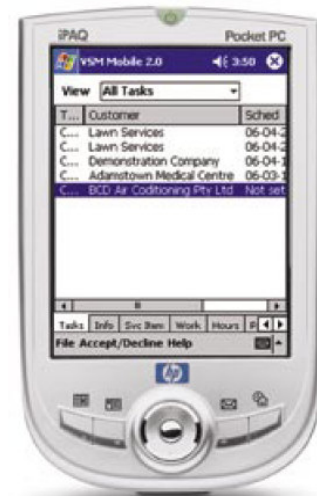 iPAQ Pocket PC
VSM Mobile 2.0 3:50
View All Tasks
T... Customer Sched
C... Lawn Services 06-04-2
C... Lawn Services 06-04-2
C... Demonstration Company 06-04-1
C... Adamstown Medical Centre 06-03-1
C... BCD Air Coditioning Pty Ltd Not set
Tasks Info Svc Item Work Hours P
File Accept/Decline Help
hp